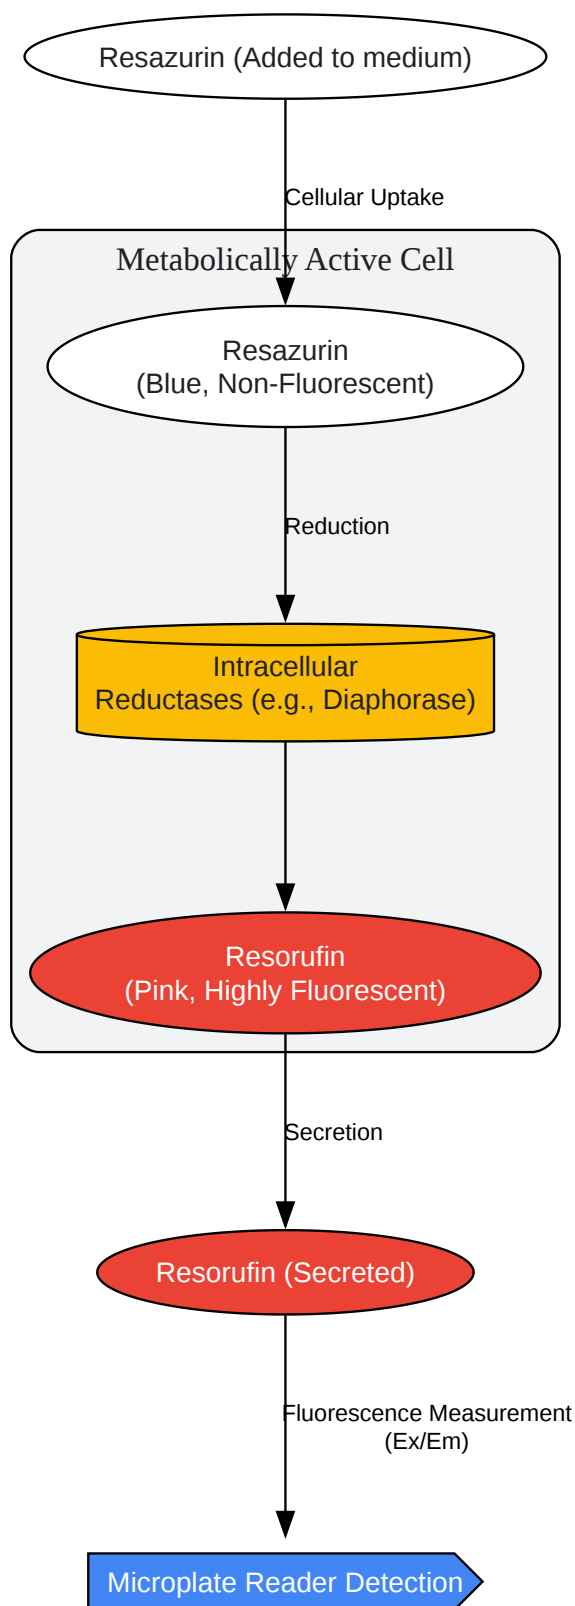 Resazurin (Added to medium)
Cellular Uptake
Metabolically Active Cell
Resazurin
(Blue, Non-Fluorescent)
Reduction
Intracellular
Reductases (e.g., Diaphorase)
Resorufin
(Pink, Highly Fluorescent)
Secretion
Resorufin (Secreted)
Fluorescence Measurement
(Ex/Em)
Microplate Reader Detection